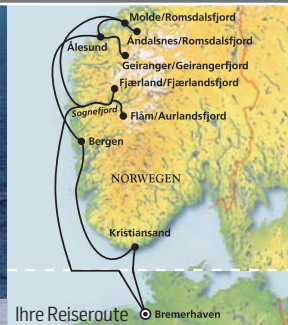 Molde/Romsdalsfjord
Åndalsnes/Romsdalsfjord
Ålesund
Geiranger/Geirangerfjord
Fjærland/Fjærlandsfjord
Sognefjord
Flåm/Aurlandsfjord
Bergen
NORWEGEN
Kristiansand
Ihre Reiseroute
Bremerhaven